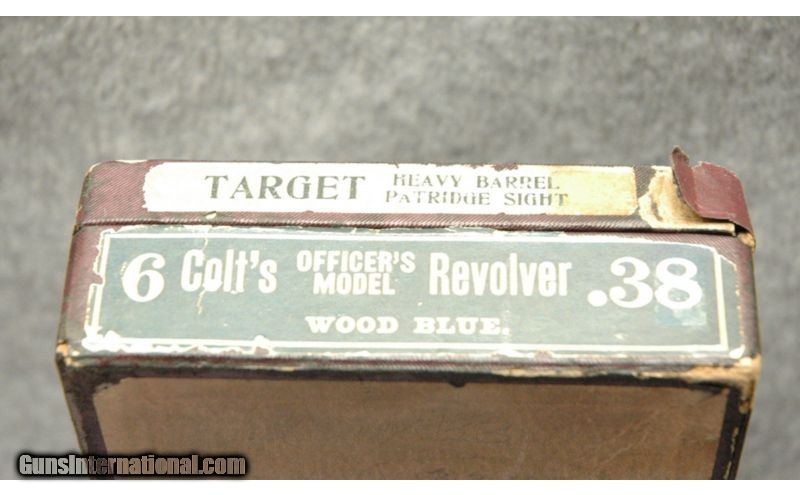 TARGET HEAVY BARREL
PATRIDGE SIGHT
6 Colt's OFFICER'S MODEL Revolver .38
WOOD BLUE.
GunsInternational.com